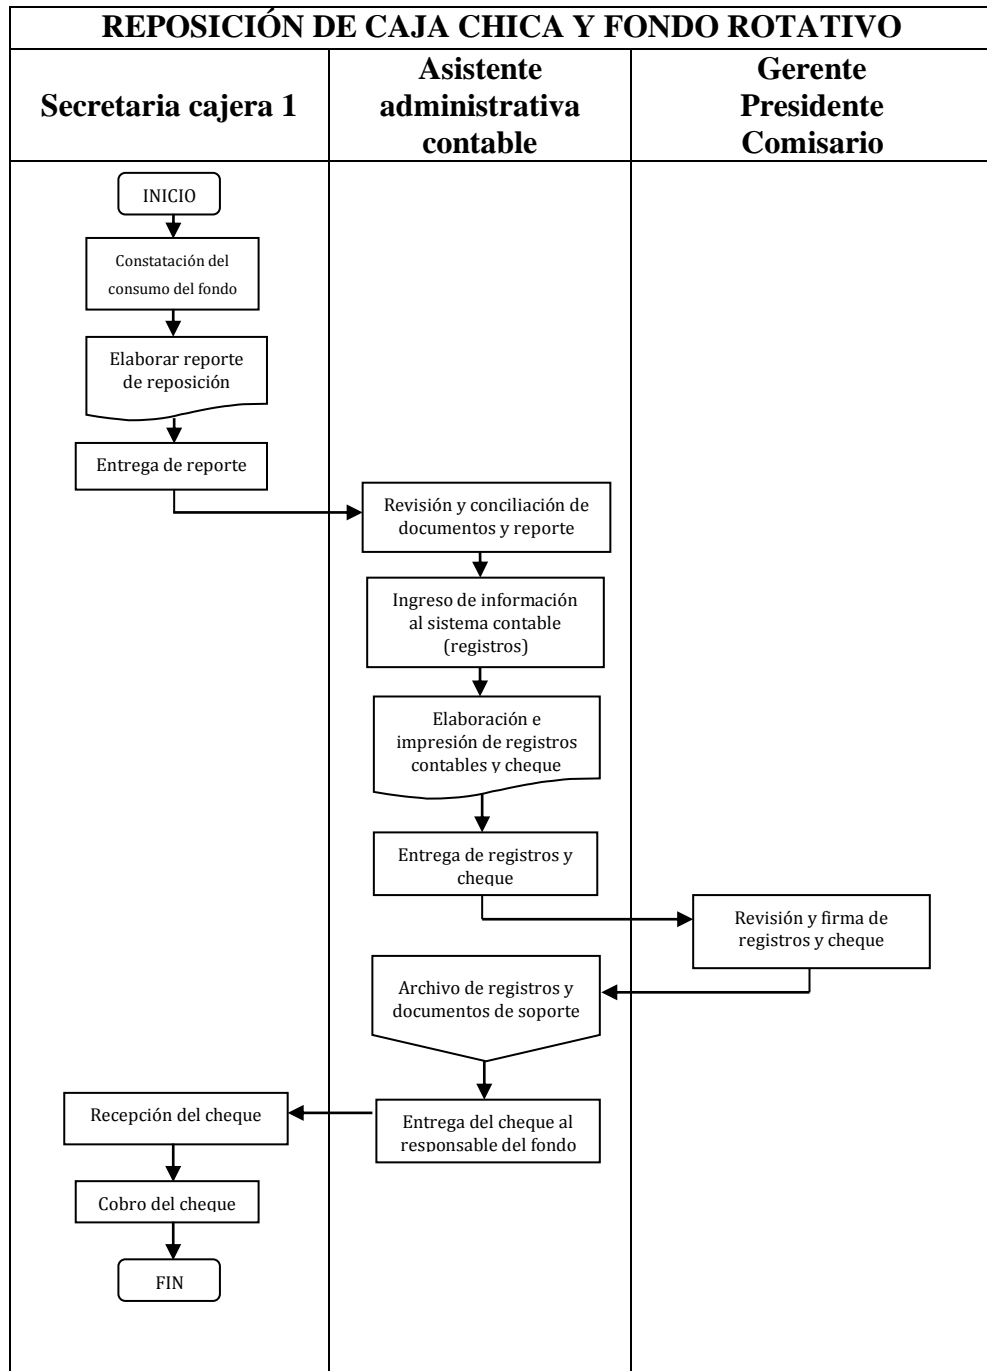 REPOSICIÓN DE CAJA CHICA Y FONDO ROTATIVO
Secretaria cajera 1
Asistente
administrativa
contable
Gerente
Presidente
Comisario
INICIO
Constatación del
consumo del fondo
Elaborar reporte
de reposición
Entrega de reporte
Revisión y conciliación de
documentos y reporte
Ingreso de información
al sistema contable
(registros)
Elaboración e
impresión de registros
contables y cheque
Entrega de registros y
cheque
Revisión y firma de
registros y cheque
Archivo de registros y
documentos de soporte
Entrega del cheque al
responsable del fondo
Recepción del cheque
Cobro del cheque
FIN